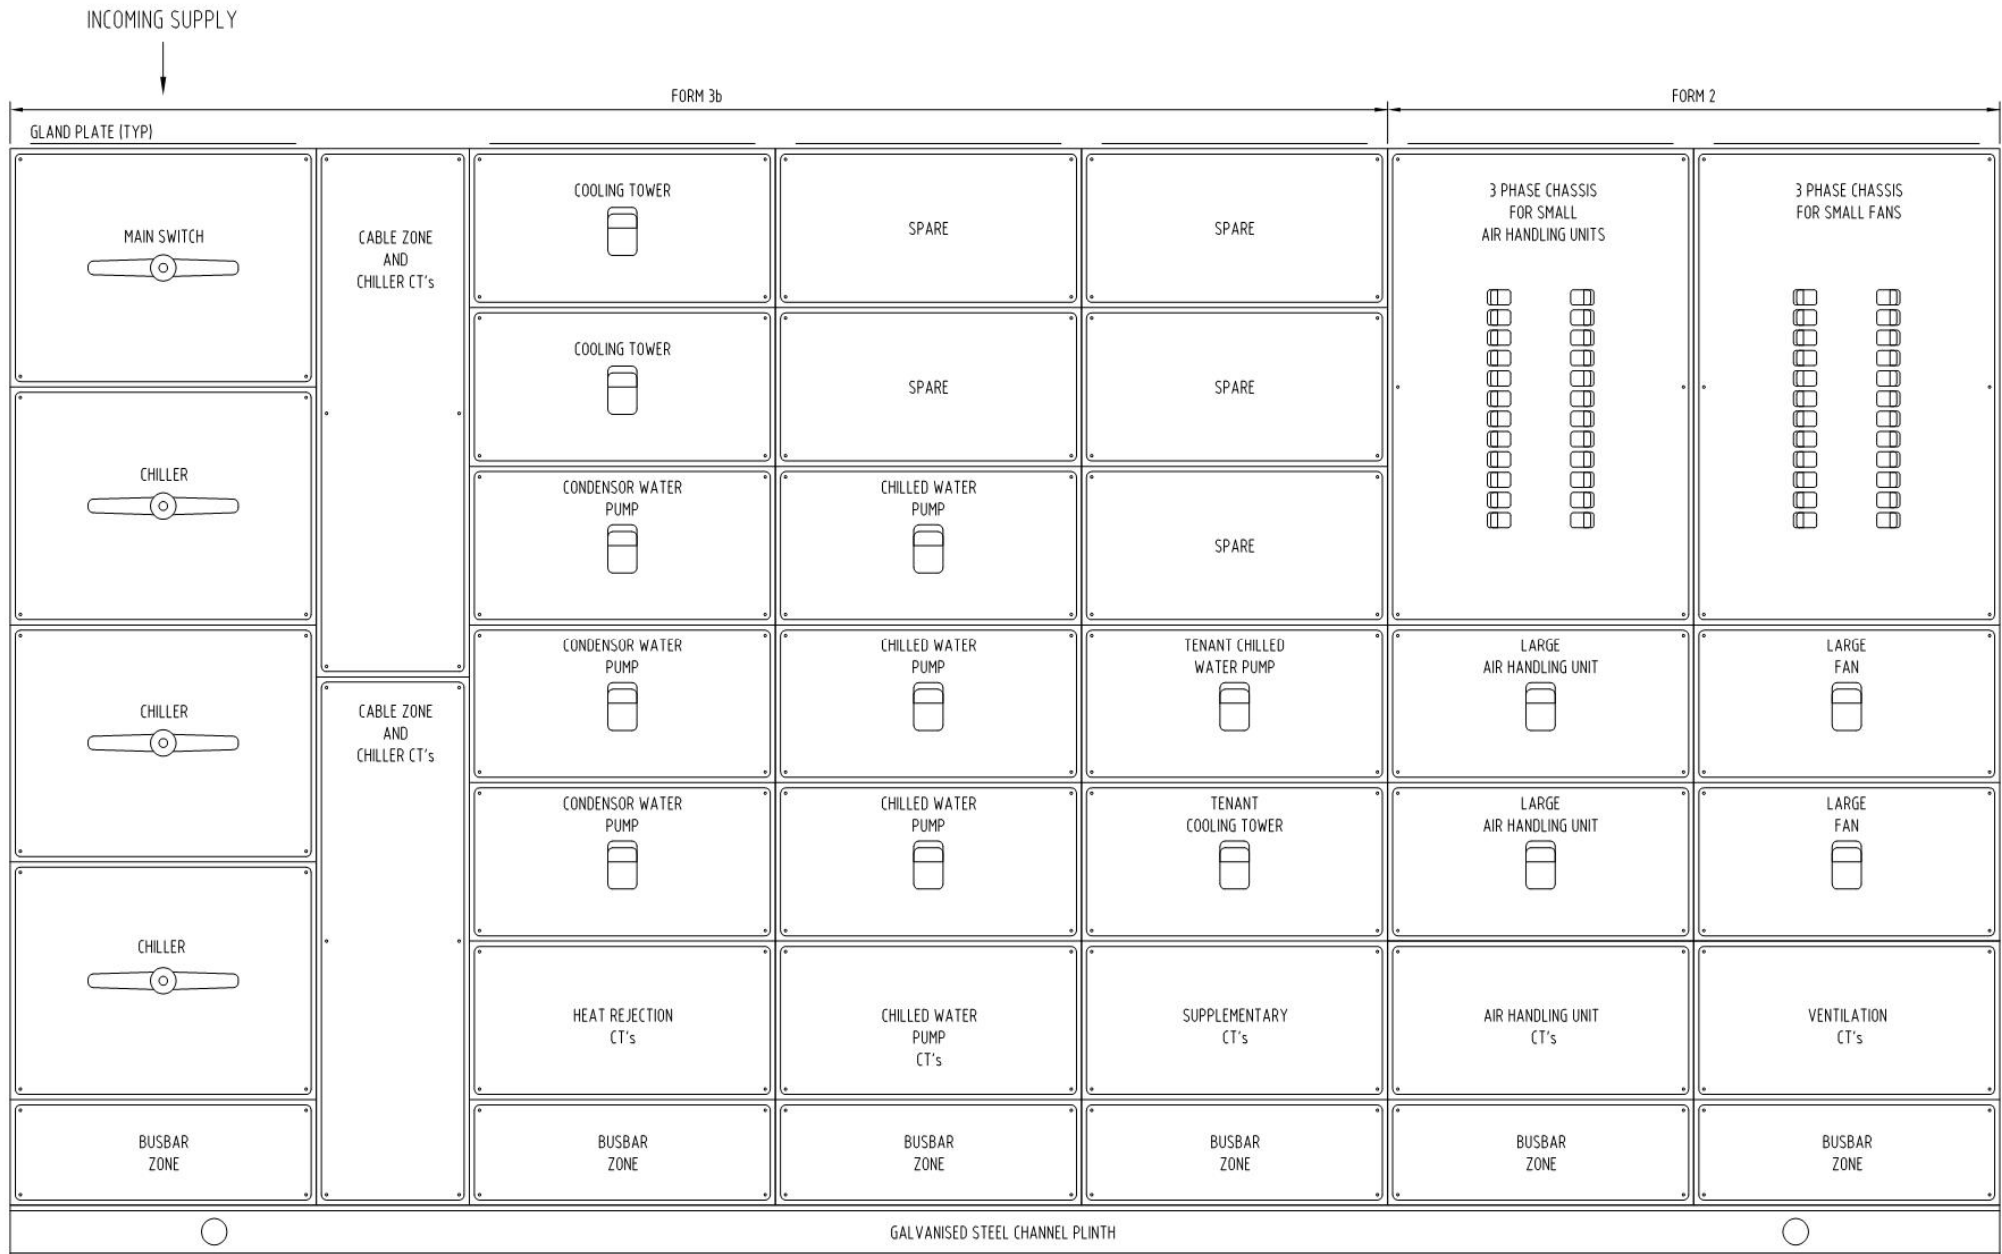 INCOMING SUPPLY
FORM 3b
FORM 2
GLAND PLATE (TYP)
MAIN SWITCH
CHILLER
CHILLER
CHILLER
BUSBAR
ZONE
CABLE ZONE
AND
CHILLER CT's
CABLE ZONE
AND
CHILLER CT's
COOLING TOWER
COOLING TOWER
CONDENSOR WATER
PUMP
CONDENSOR WATER
PUMP
CONDENSOR WATER
PUMP
HEAT REJECTION
CT's
BUSBAR
ZONE
SPARE
SPARE
CHILLED WATER
PUMP
CHILLED WATER
PUMP
CHILLED WATER
PUMP
CHILLED WATER
PUMP
CT's
BUSBAR
ZONE
SPARE
SPARE
SPARE
TENANT CHILLED
WATER PUMP
TENANT
COOLING TOWER
SUPPLEMENTARY
CT's
BUSBAR
ZONE
3 PHASE CHASSIS
FOR SMALL
AIR HANDLING UNITS
LARGE
AIR HANDLING UNIT
LARGE
AIR HANDLING UNIT
AIR HANDLING UNIT
CT's
BUSBAR
ZONE
3 PHASE CHASSIS
FOR SMALL FANS
LARGE
FAN
LARGE
FAN
VENTILATION
CT's
BUSBAR
ZONE
GALVANISED STEEL CHANNEL PLINTH